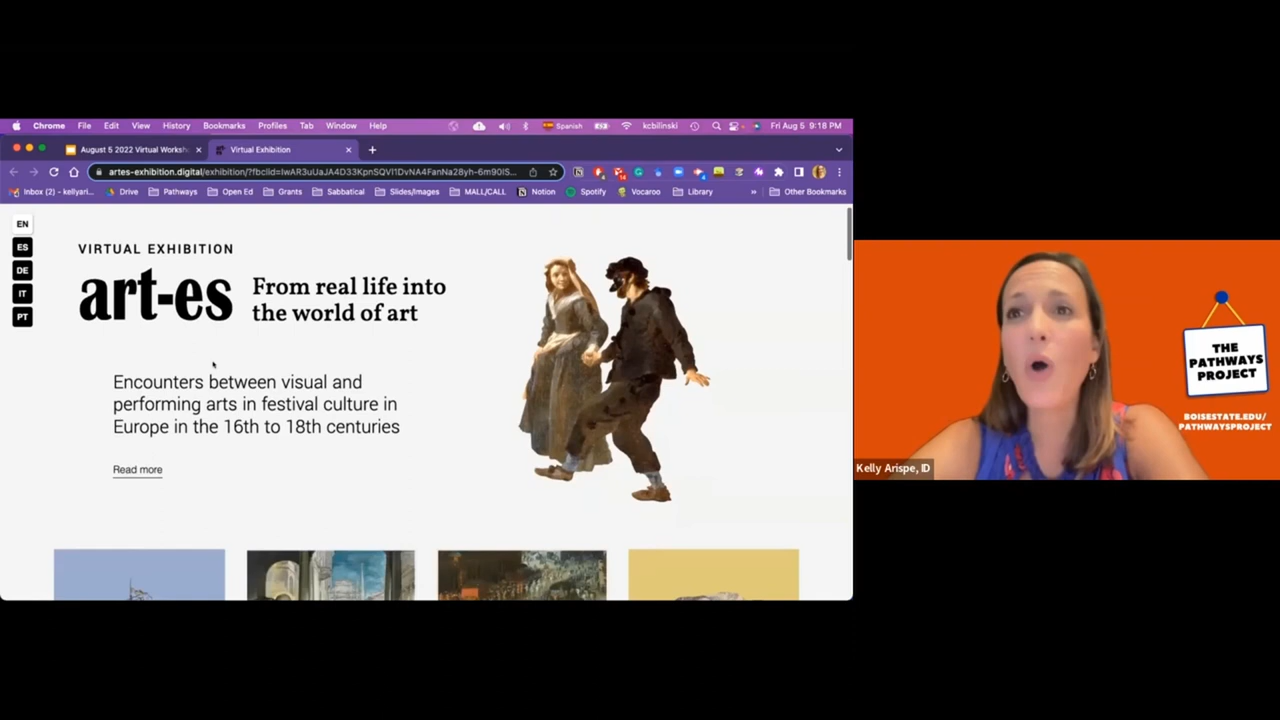 Chrome File Edit View History Bookmarks Profiles Tab Window Help Spanish kcbilinski Fri Aug 5 9:18 PM
August 5 2022 Virtual Worksh Virtual Exhibition
Inbox (2) - kellyari... Drive Pathways Open Ed Grants Sabbatical Slides/Images MALL/CALL Notion Spotify Vocaroo Library » Other Bookmarks
EN
ES
DE
IT
PT
VIRTUAL EXHIBITION
art-es
From real life into
the world of art
Encounters between visual and
performing arts in festival culture in
Europe in the 16th to 18th centuries
Read more
THE
PATHWAYS
PROJECT
BOISESTATE.EDU/
PATHWAYSPROJECT
Kelly Arispe, ID